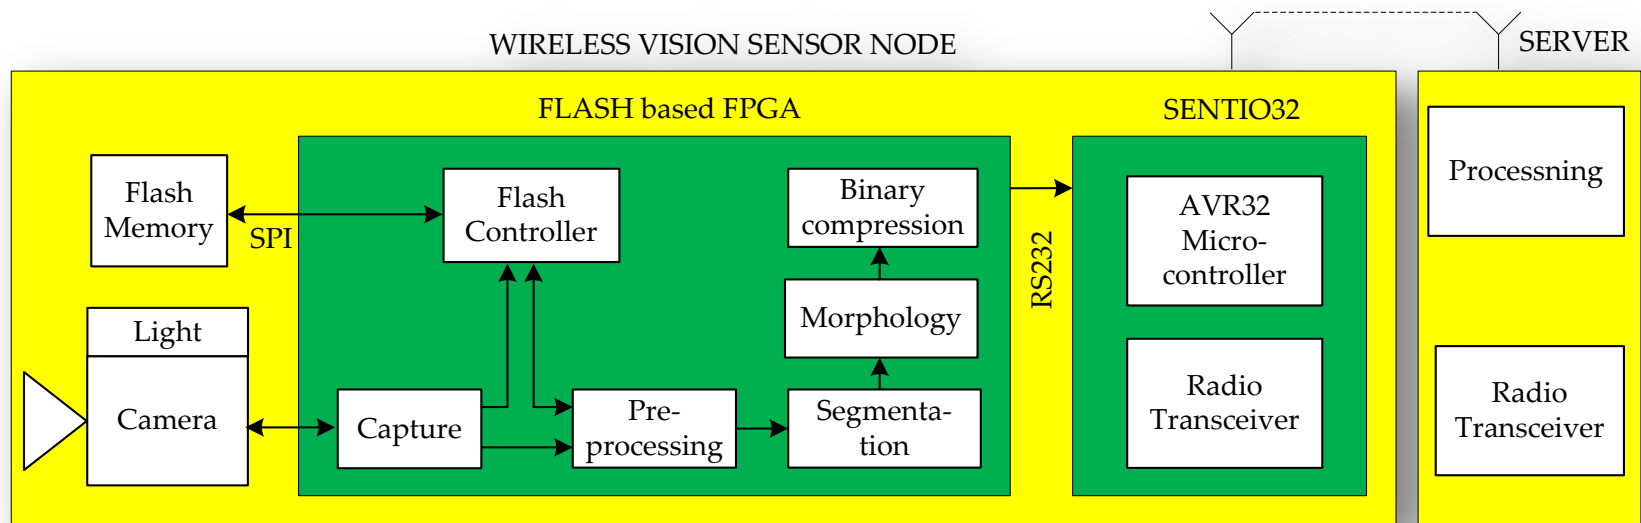 WIRELESS VISION SENSOR NODE
SERVER
FLASH based FPGA
SENTIO32
Flash
Memory
SPI
Flash
Controller
Binary
compression
RS232
AVR32
Micro-
controller
Processning
Light
Camera
Capture
Pre-
processing
Morphology
Segmenta-
tion
Radio
Transceiver
Radio
Transceiver